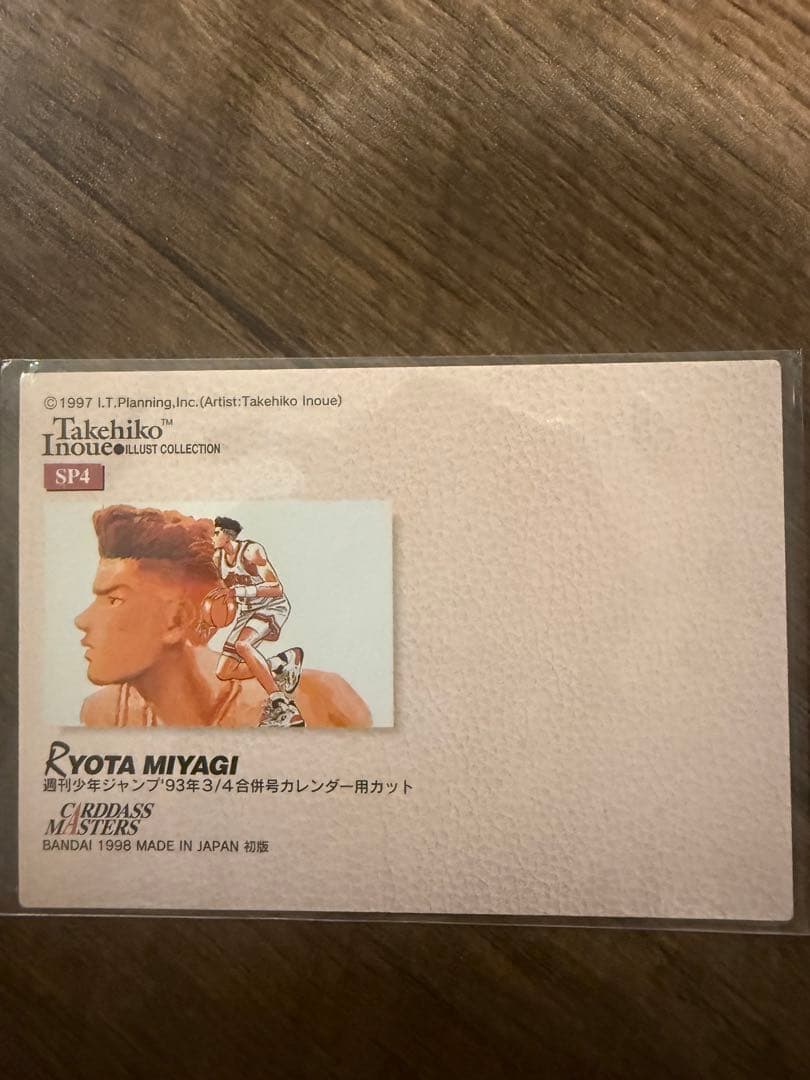 ©1997 I.T.Planning,Inc.(Artist:Takehiko Inoue)
Takehiko™
Inoue●ILLUST COLLECTION
SP4
RYOTA MIYAGI
週刊少年ジャンプ'93年3/4合併号カレンダー用カット
CARDDASS
MASTERS
BANDAI 1998 MADE IN JAPAN 初版